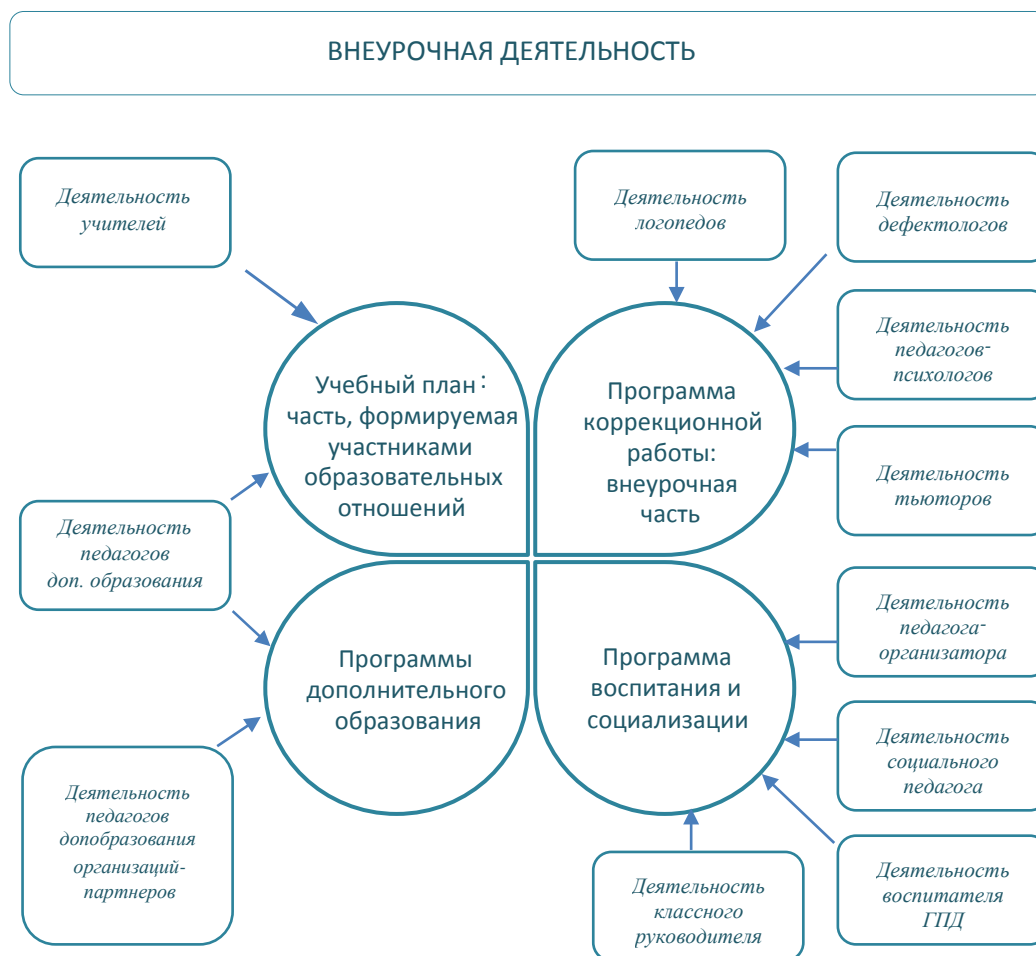 ВНЕУРОЧНАЯ ДЕЯТЕЛЬНОСТЬ
Деятельность
учителей
Деятельность
логопедов
Деятельность
дефектологов
Деятельность
педагогов-
психологов
Деятельность
тьюторов
Учебный план:
часть, формируемая
участниками
образовательных
отношений
Программа
коррекционной
работы:
внеурочная
часть
Деятельность
педагогов
доп. образования
Программы
дополнительного
образования
Программа
воспитания и
социализации
Деятельность
педагога-
организатора
Деятельность
социального
педагога
Деятельность
педагогов
допобразования
организаций-
партнеров
Деятельность
классного
руководителя
Деятельность
воспитателя
ГПД